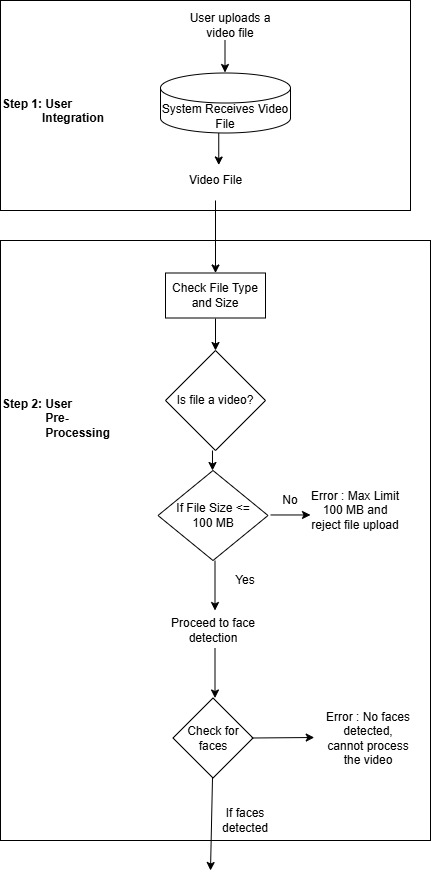 User uploads a
video file
Step 1: User
Integration
System Receives Video
File
Video File
Check File Type
and Size
Step 2: User
Pre-
Processing
Is file a video?
If File Size <=
100 MB
No
Error : Max Limit
100 MB and
reject file upload
Yes
Proceed to face
detection
Check for
faces
Error : No faces
detected,
cannot process
the video
If faces
detected